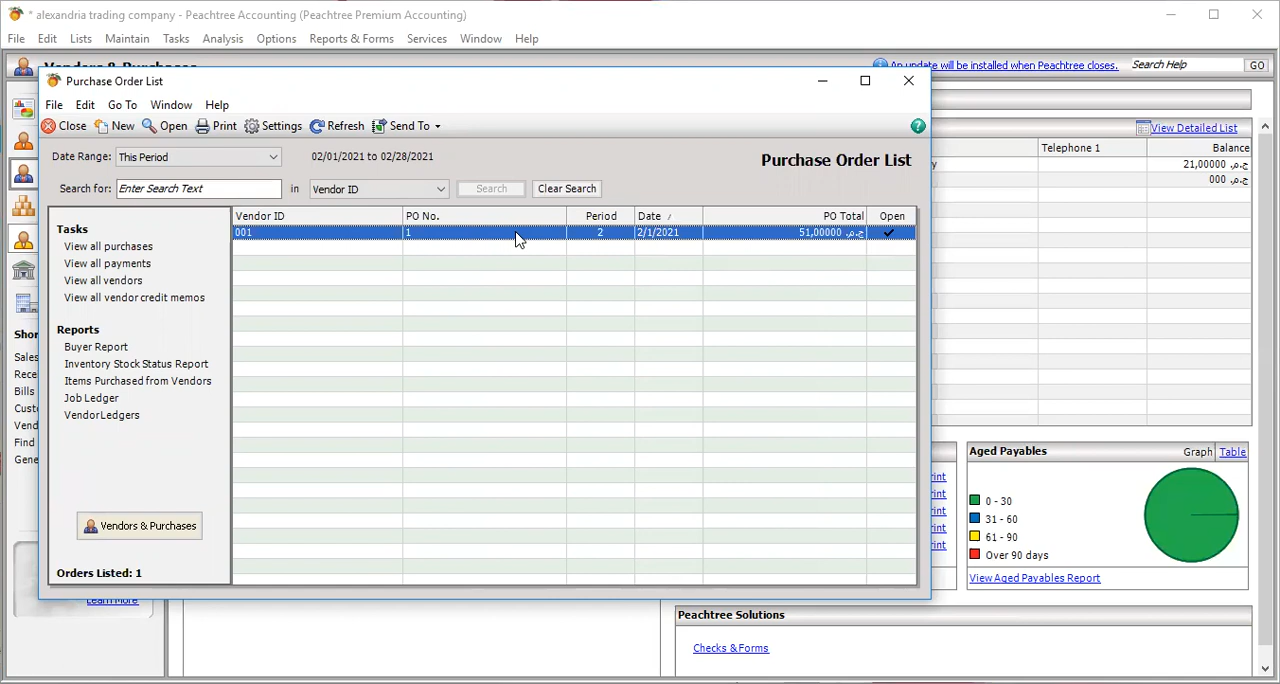 * alexandria trading company - Peachtree Accounting (Peachtree Premium Accounting)
File Edit Lists Maintain Tasks Analysis Options Reports & Forms Services Window Help
An update will be installed when Peachtree closes. Search Help GO
Purchase Order List
File Edit Go To Window Help
Close New Open Print Settings Refresh Send To
View Detailed List
Date Range: This Period 02/01/2021 to 02/28/2021 Purchase Order List
Telephone 1 Balance
21,00000 ج.م.
000 ج.م.
Search for: Enter Search Text in Vendor ID Search Clear Search
Vendor ID PO No. Period Date / PO Total Open
001 1 2 2/1/2021 51,00000 ج.م.
Tasks
View all purchases
View all payments
View all vendors
View all vendor credit memos
Reports
Buyer Report
Inventory Stock Status Report
Items Purchased from Vendors
Job Ledger
Vendor Ledgers
Vendors & Purchases
Orders Listed: 1
Shor
Sales
Rece
Bills
Custo
Vend
Find
Gene
Learn More
Aged Payables Graph Table
0 - 30
31 - 60
61 - 90
Over 90 days
View Aged Payables Report
Peachtree Solutions
Checks & Forms